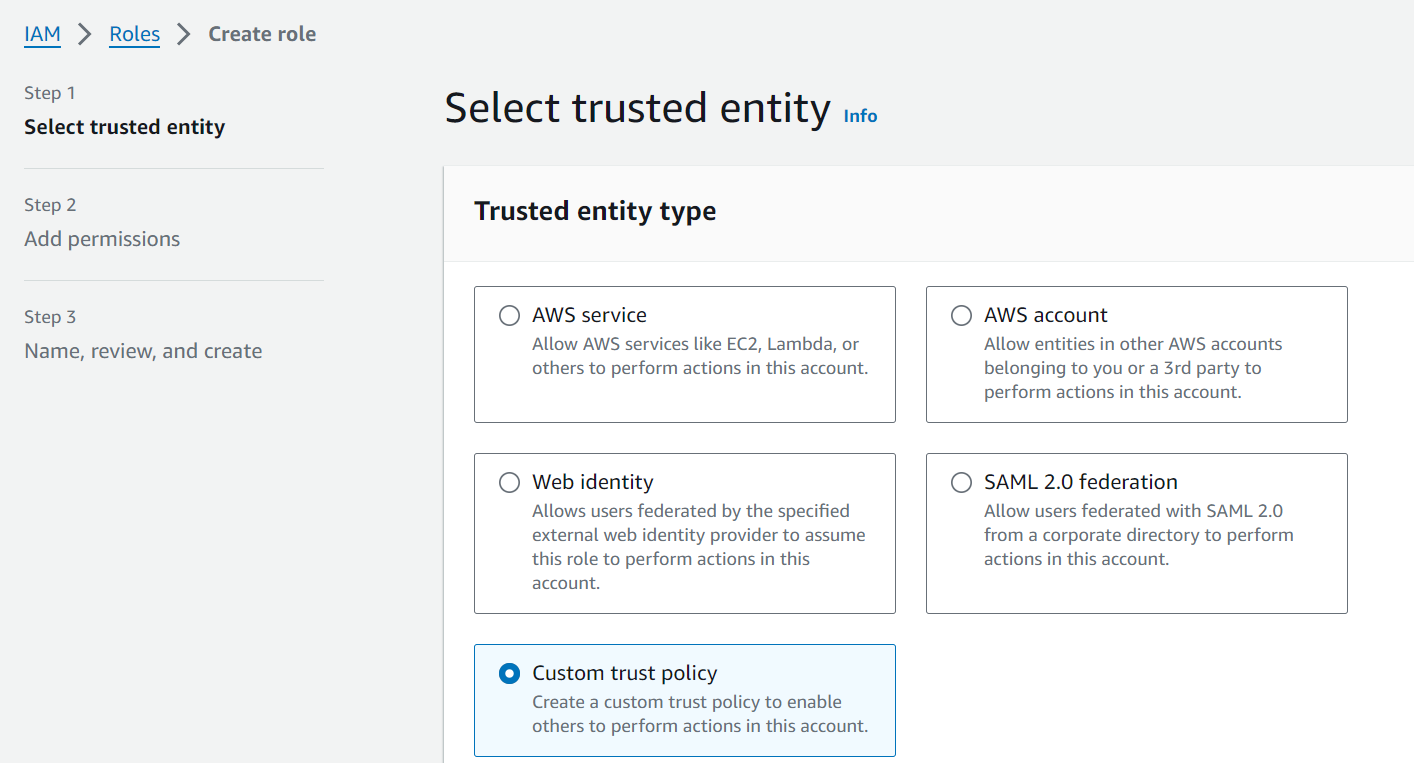 IAM > Roles > Create role
Step 1
Select trusted entity
Step 2
Add permissions
Step 3
Name, review, and create
Select trusted entity Info
Trusted entity type
AWS service
Allow AWS services like EC2, Lambda, or
others to perform actions in this account.
AWS account
Allow entities in other AWS accounts
belonging to you or a 3rd party to
perform actions in this account.
Web identity
Allows users federated by the specified
external web identity provider to assume
this role to perform actions in this
account.
SAML 2.0 federation
Allow users federated with SAML 2.0
from a corporate directory to perform
actions in this account.
Custom trust policy
Create a custom trust policy to enable
others to perform actions in this account.